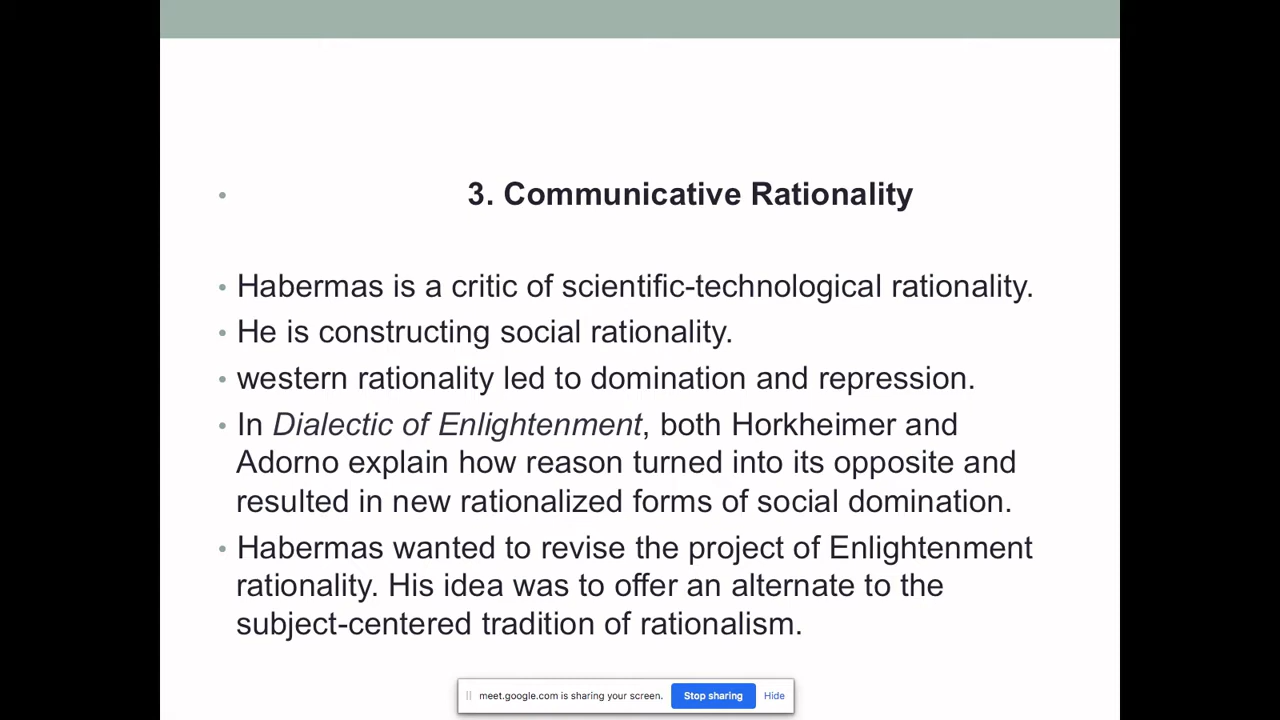 3. Communicative Rationality
• Habermas is a critic of scientific-technological rationality.
• He is constructing social rationality.
• western rationality led to domination and repression.
• In Dialectic of Enlightenment, both Horkheimer and
Adorno explain how reason turned into its opposite and
resulted in new rationalized forms of social domination.
• Habermas wanted to revise the project of Enlightenment
rationality. His idea was to offer an alternate to the
subject-centered tradition of rationalism.
meet.google.com is sharing your screen. Stop sharing Hide